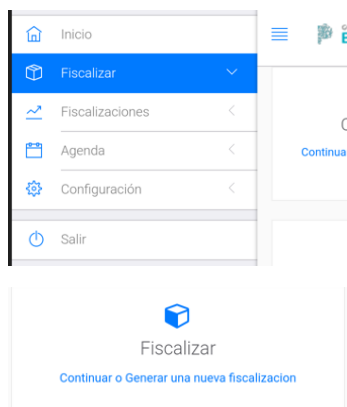 Inicio
Fiscalizar
Fiscalizaciones
Agenda
Configuración
Salir
Continua
Fiscalizar
Continuar o Generar una nueva fiscalizacion